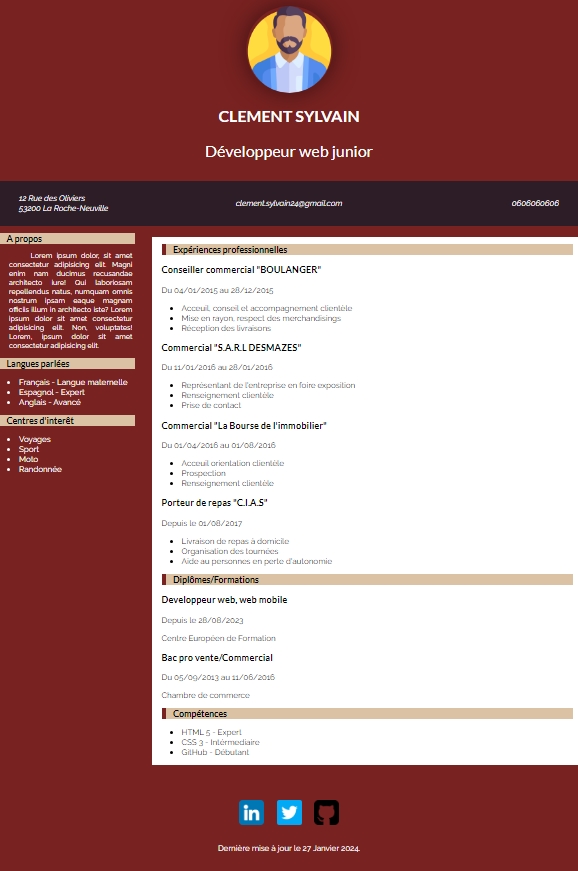 CLEMENT SYLVAIN
Développeur web junior
12 Rue des Oliviers
53200 La Roche-Neuville
clement.sylvain24@gmail.com
0606060606
A propos
Lorem ipsum dolor, sit amet
consectetur adipisicing elit. Magni
enim nam ducimus recusandae
architecto iure! Qui laboriosam
repellendus natus, numquam omnis
nostrum ipsam eaque magnam
officiis illum in architecto iste? Lorem
ipsum dolor sit amet consectetur
adipisicing elit. Non, voluptates!
Lorem, ipsum dolor sit amet
consectetur adipisicing elit.
Langues parlées
Français - Langue maternelle
Espagnol - Expert
Anglais - Avancé
Centres d'interêt
Voyages
Sport
Moto
Randonnée
Expériences professionnelles
Conseiller commercial "BOULANGER"
Du 04/01/2015 au 28/12/2015
Acceuil, conseil et accompagnement clientèle
Mise en rayon, respect des merchandisings
Réception des livraisons
Commercial "S.A.R.L DESMAZES"
Du 11/01/2016 au 28/01/2016
Représentant de l'entreprise en foire exposition
Renseignement clientèle
Prise de contact
Commercial "La Bourse de l'immobilier"
Du 01/04/2016 au 01/08/2016
Acceuil orientation clientèle
Prospection
Renseignement clientèle
Porteur de repas "C.I.A.S"
Depuis le 01/08/2017
Livraison de repas à domicile
Organisation des tournées
Aide au personnes en perte d'autonomie
Diplômes/Formations
Developpeur web, web mobile
Depuis le 28/08/2023
Centre Européen de Formation
Bac pro vente/Commercial
Du 05/09/2013 au 11/06/2016
Chambre de commerce
Compétences
HTML 5 - Expert
CSS 3 - Intérmediaire
GitHub - Débutant
in
Dernière mise à jour le 27 Janvier 2024.